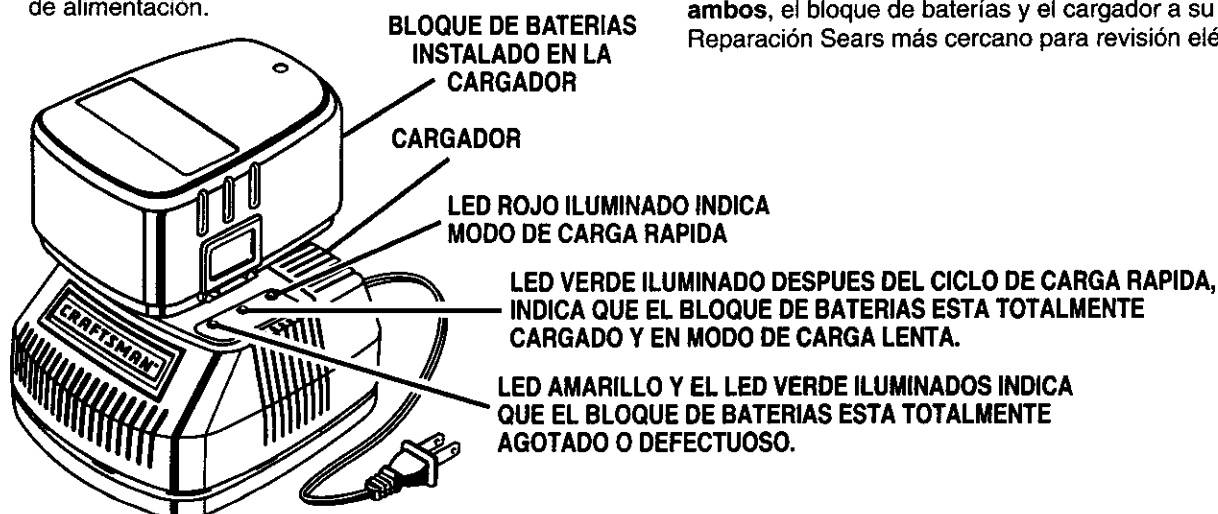 de alimentación.
ambos, el bloque de baterías y el cargador a su
Reparación Sears más cercano para revisión
BLOQUE DE BATERIAS
INSTALADO EN LA
CARGADOR
CARGADOR
LED ROJO ILUMINADO INDICA
MODO DE CARGA RAPIDA
LED VERDE ILUMINADO DESPUES DEL CICLO DE CARGA RAPIDA,
INDICA QUE EL BLOQUE DE BATERIAS ESTA TOTALMENTE
CARGADO Y EN MODO DE CARGA LENTA.
LED AMARILLO Y EL LED VERDE ILUMINADOS INDICA
QUE EL BLOQUE DE BATERIAS ESTA TOTALMENTE
AGOTADO O DEFECTUOSO.
CRAFTSMAN